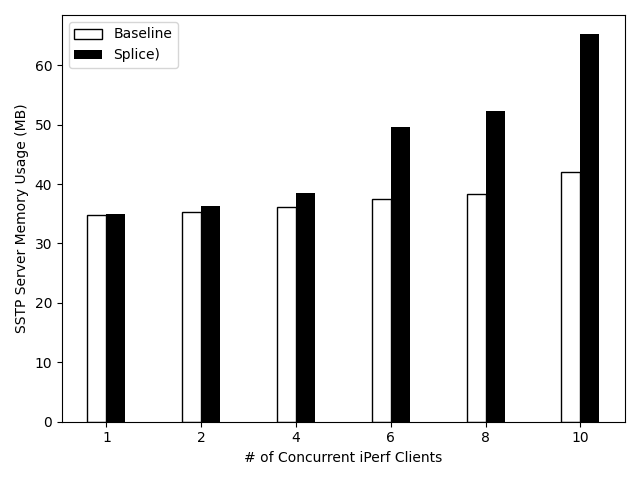 Baseline
Splice)
60
50
40
30
20
10
0
SSTP Server Memory Usage (MB)
1 2 4 6 8 10
# of Concurrent iPerf Clients